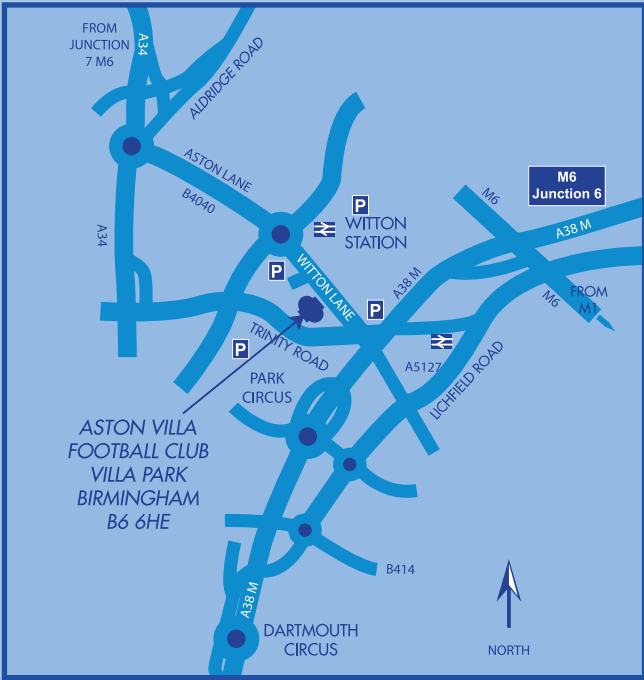 FROM
JUNCTION
7 M6
A34
ALDRIDGE ROAD
ASTON LANE
B4040
A34
P
WITTON
STATION
M6
Junction 6
M6
A38 M
P
WITTON LANE
A38 M
M6
FROM
M1
P
TRINITY ROAD
P
A5127
LICHFIELD ROAD
PARK
CIRCUS
ASTON VILLA
FOOTBALL CLUB
VILLA PARK
BIRMINGHAM
B6 6HE
B414
A38 M
DARTMOUTH
CIRCUS
NORTH